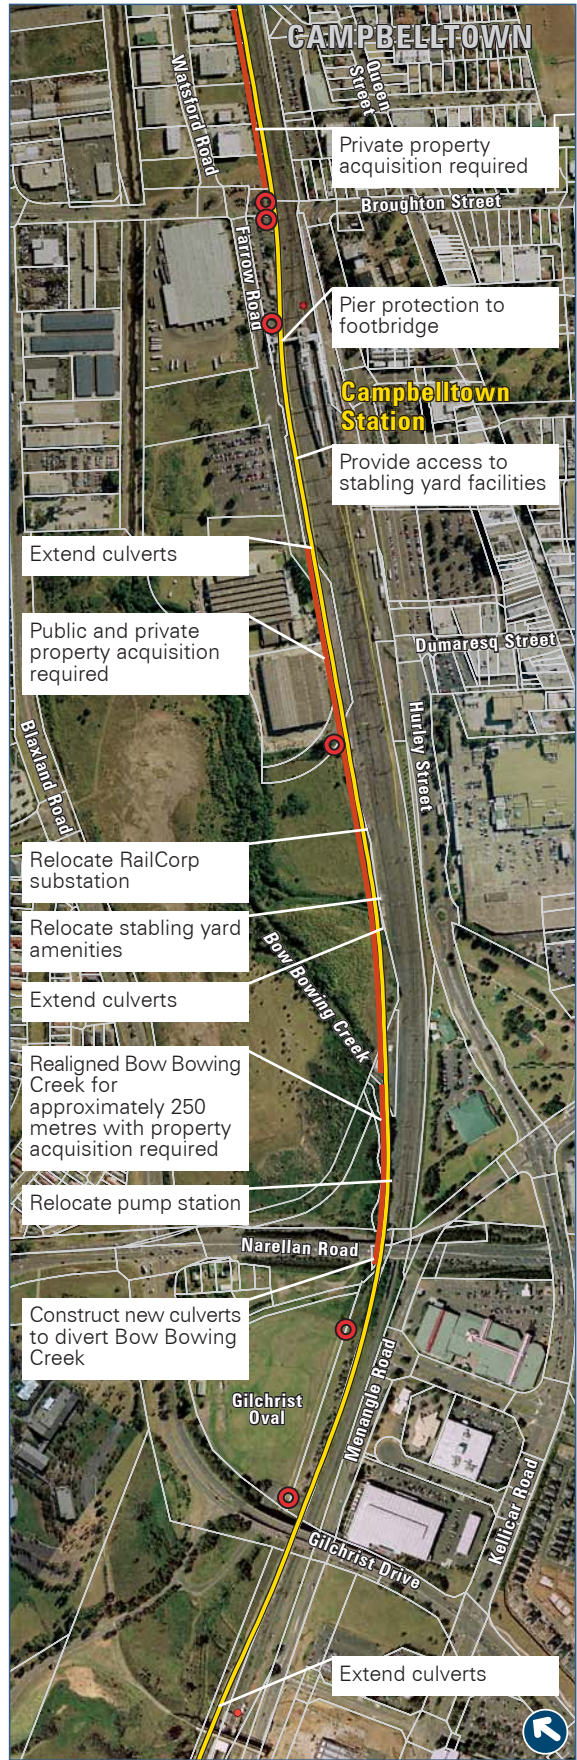 CAMPBELLTOWN
Queen
Street
Watsford Road
Private property
acquisition required
Broughton Street
Farrow Road
Pier protection to
footbridge
Campbelltown
Station
Provide access to
stabling yard facilities
Extend culverts
Public and private
property acquisition
required
Dumaresq Street
Hurley Street
Blaxland Road
Relocate RailCorp
substation
Relocate stabling yard
amenities
Bow Bowing Creek
Extend culverts
Realigned Bow Bowing
Creek for
approximately 250
metres with property
acquisition required
Relocate pump station
Narellan Road
Construct new culverts
to divert Bow Bowing
Creek
Menangle Road
Gilchrist
Oval
Kellicar Road
Gilchrist Drive
Extend culverts